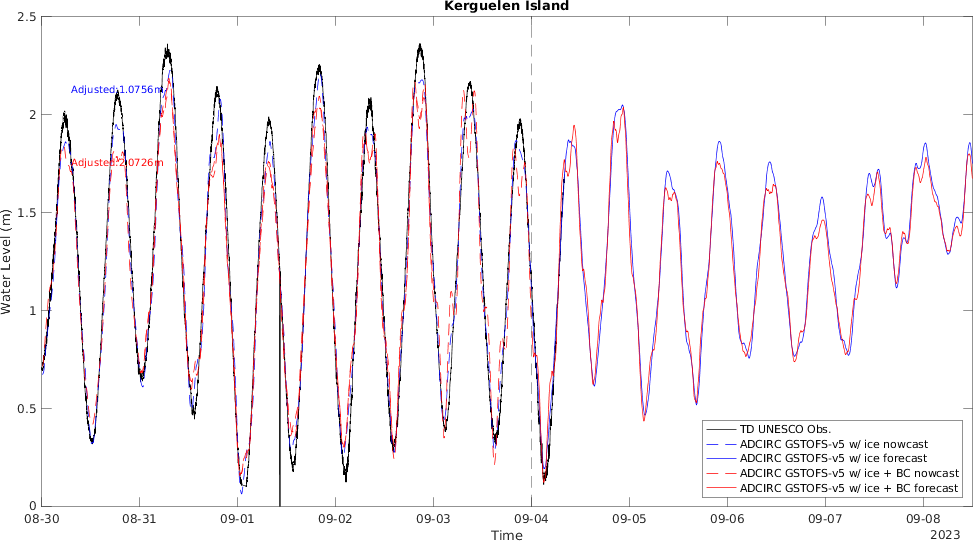 Kerguelen Island
2.5
2
1.5
1
0.5
0
Water Level (m)
Adjusted:1.0756m
Adjusted:2.0726m
TD UNESCO Obs.
ADCIRC GSTOFS-v5 w/ ice nowcast
ADCIRC GSTOFS-v5 w/ ice forecast
ADCIRC GSTOFS-v5 w/ ice + BC nowcast
ADCIRC GSTOFS-v5 w/ ice + BC forecast
08-30 08-31 09-01 09-02 09-03 09-04 09-05 09-06 09-07 09-08
Time
2023